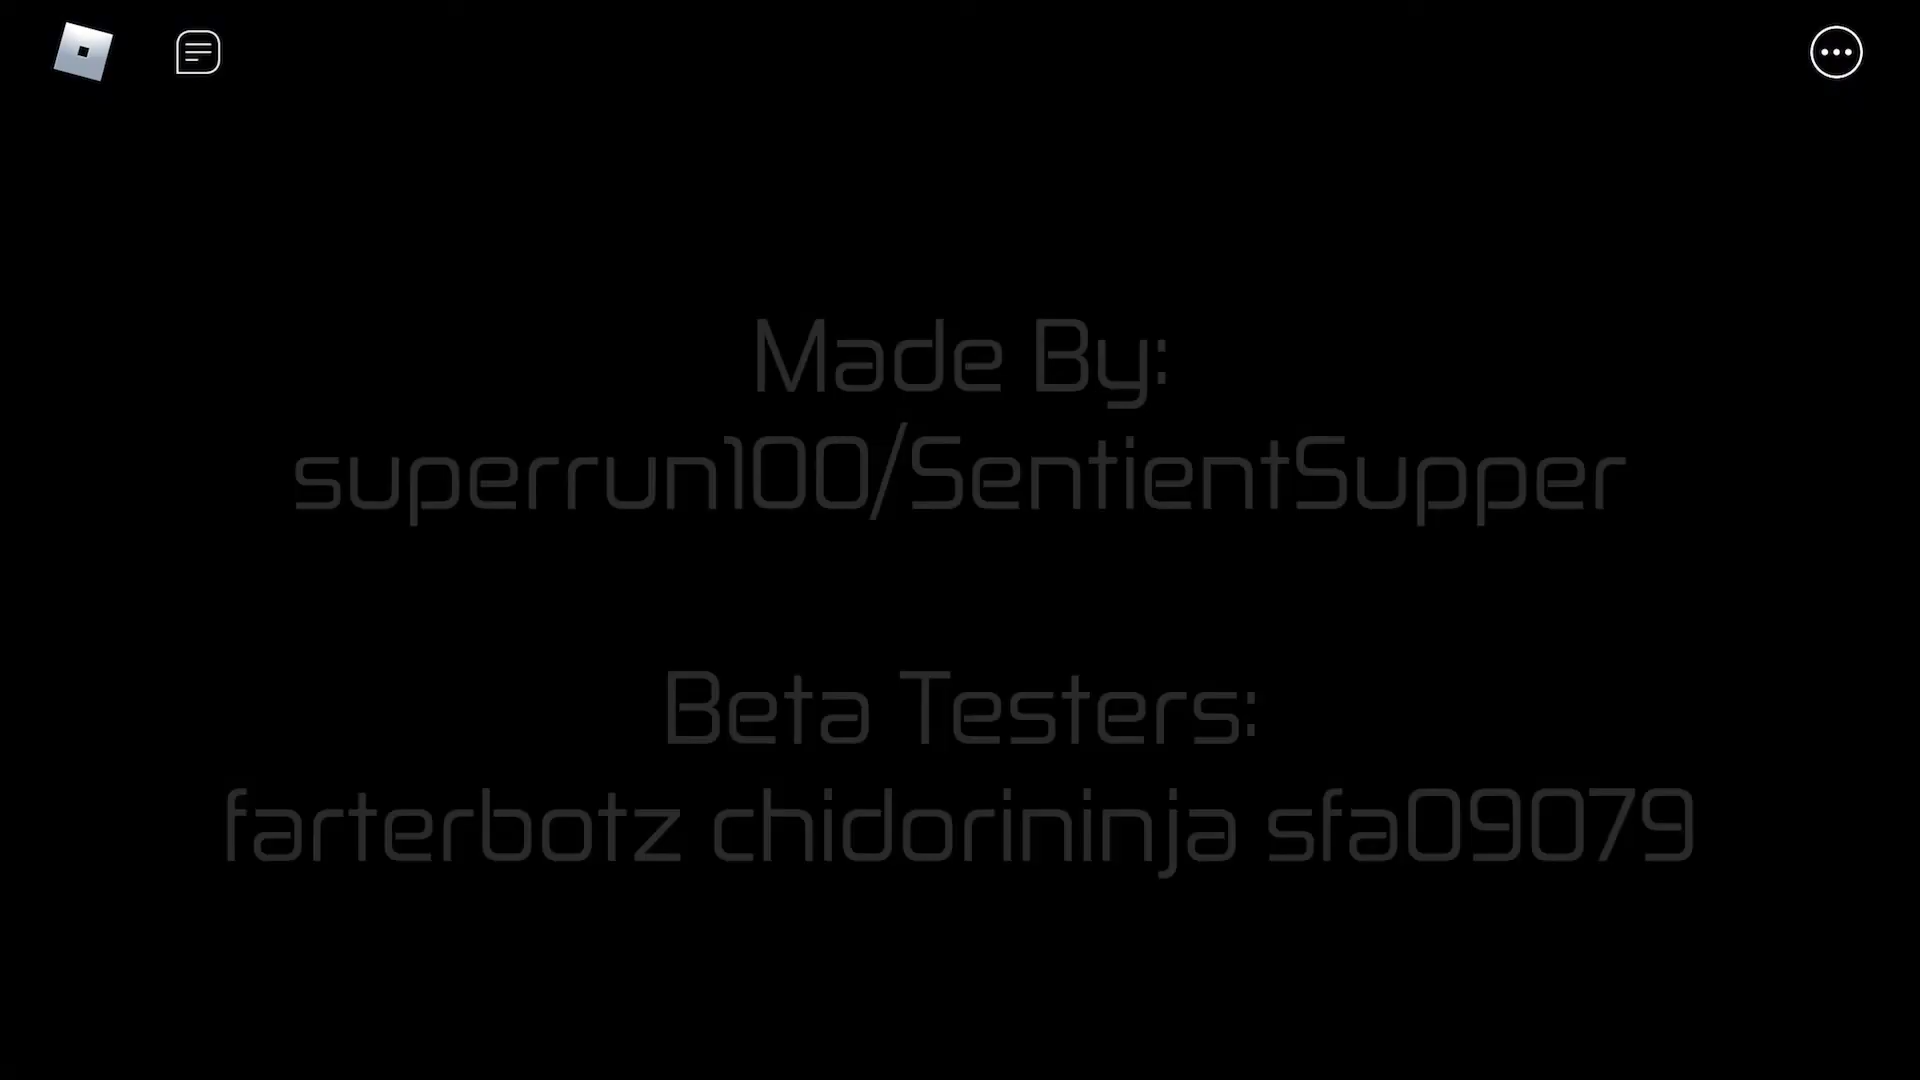 Made By:
superrun100/SentientSupper
Beta Testers:
farterbotz chidorininja sfa09079